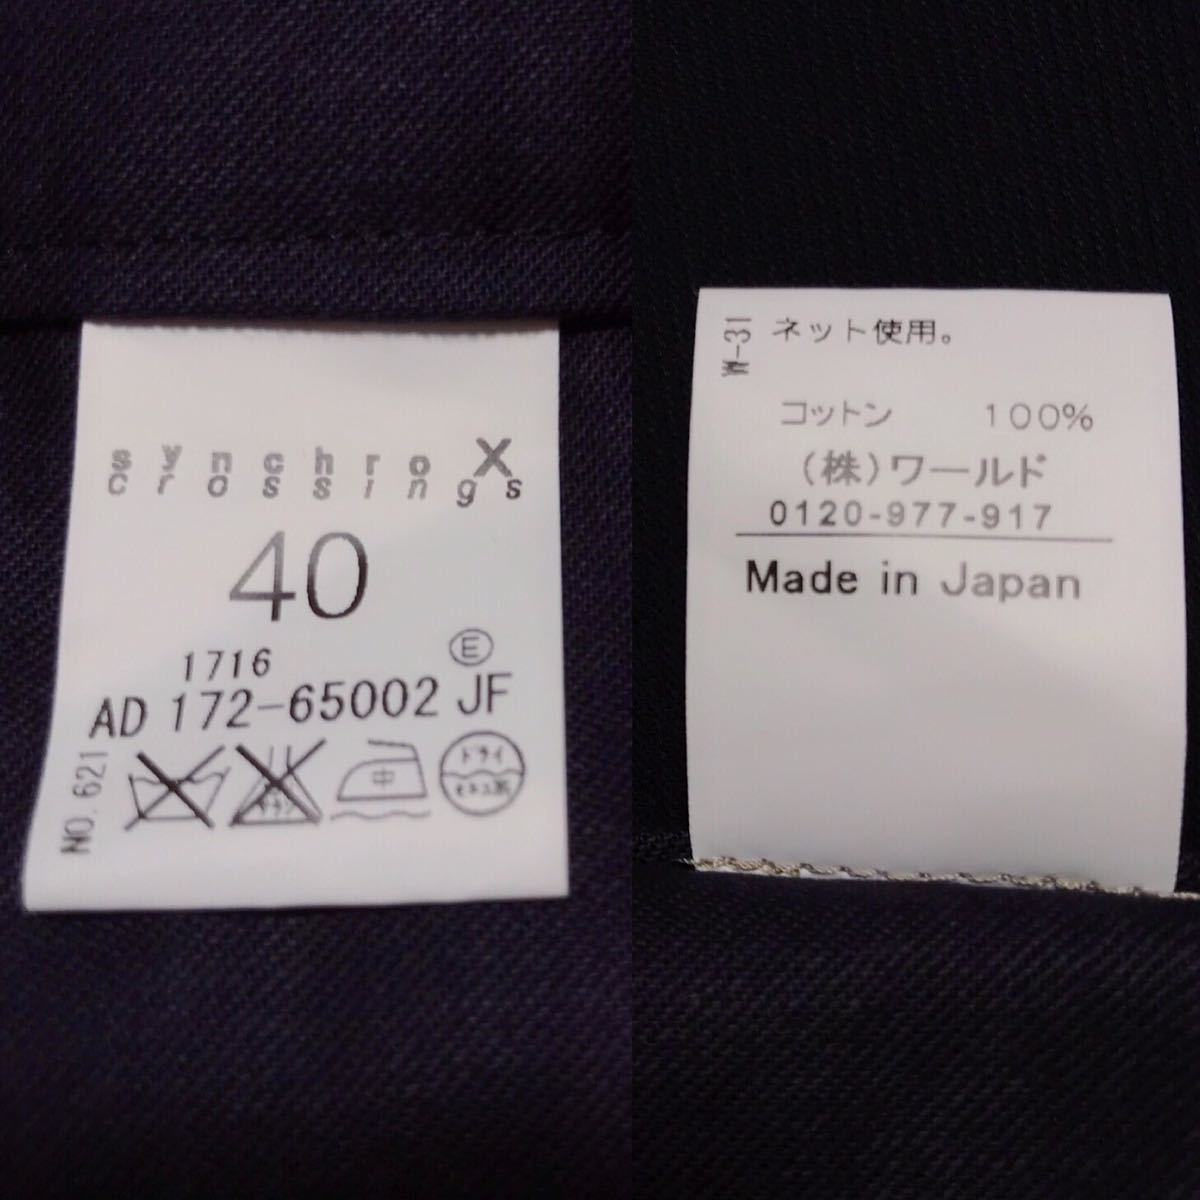 synchro X
crossings
40
1716 E
AD 172-65002 JF
NO. 621
中
ドライ
W-31
ネット使用。
コットン 100%
(株)ワールド
0120-977-917
Made in Japan